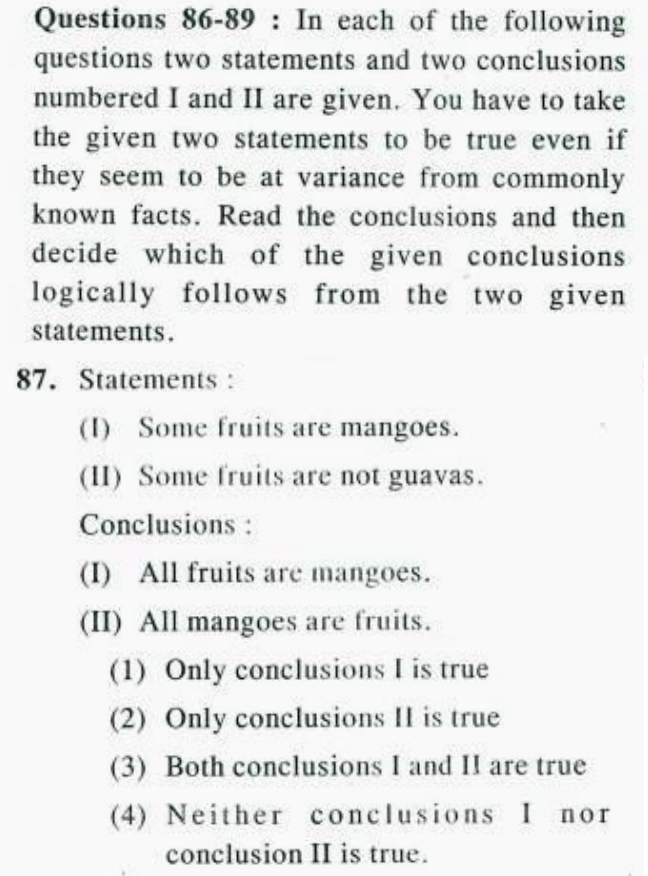 Questions 86-89 : In each of the following
questions two statements and two conclusions
numbered I and II are given. You have to take
the given two statements to be true even if
they seem to be at variance from commonly
known facts. Read the conclusions and then
decide which of the given conclusions
logically follows from the two given
statements.
87. Statements :
(I) Some fruits are mangoes.
(II) Some fruits are not guavas.
Conclusions :
(I) All fruits are mangoes.
(II) All mangoes are fruits.
(1) Only conclusions I is true
(2) Only conclusions II is true
(3) Both conclusions I and II are true
(4) Neither conclusions I nor
conclusion II is true.